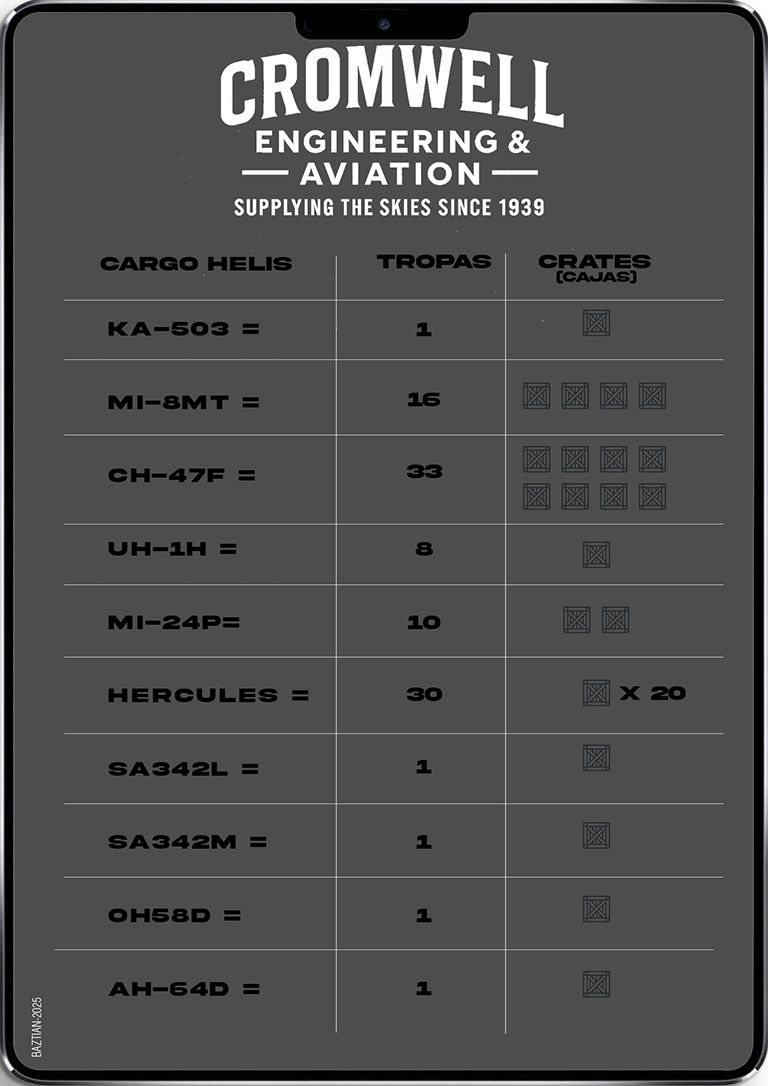 CROMWELL
ENGINEERING &
AVIATION
SUPPLYING THE SKIES SINCE 1939
CARGO HELIS TROPAS CRATES
(CAJAS)
KA-503 = 1
MI-8MT = 16
CH-47F = 33
UH-1H = 8
MI-24P= 10
HERCULES = 30 X 20
SA342L = 1
SA342M = 1
OH58D = 1
AH-64D = 1
BAZTIAN-2025